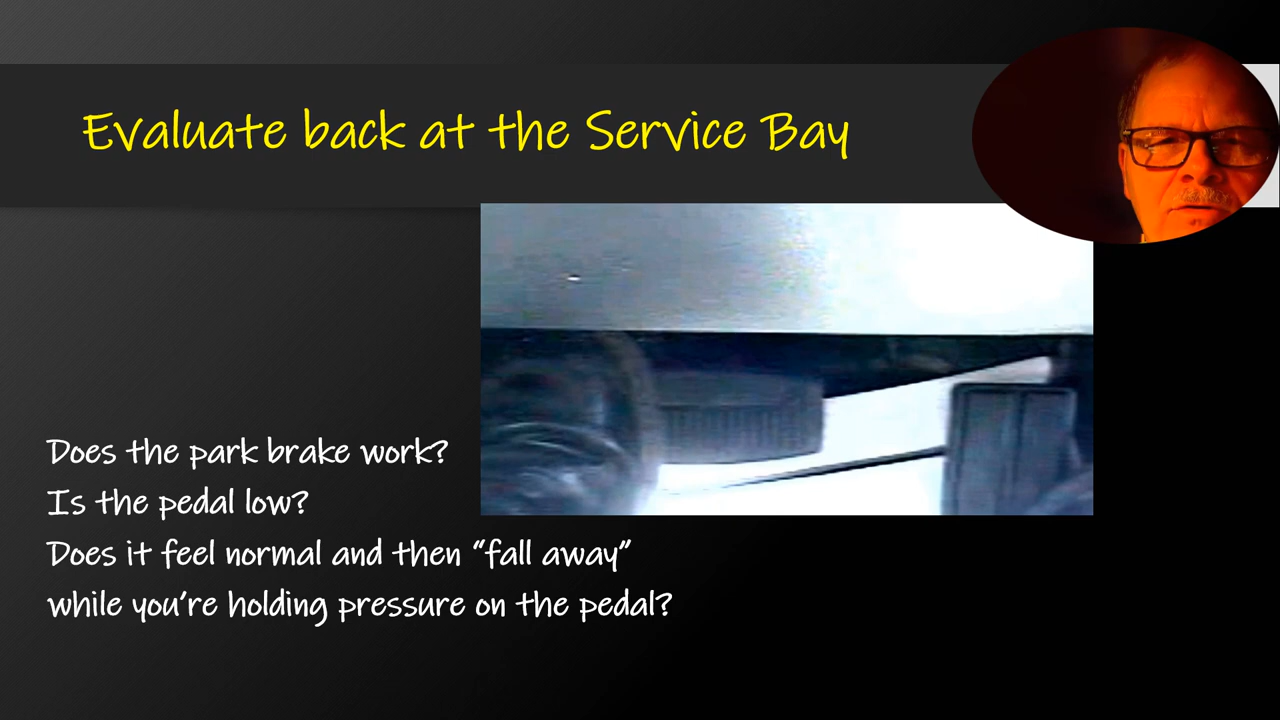 Evaluate back at the Service Bay
Does the park brake work?
Is the pedal low?
Does it feel normal and then “fall away”
while you’re holding pressure on the pedal?